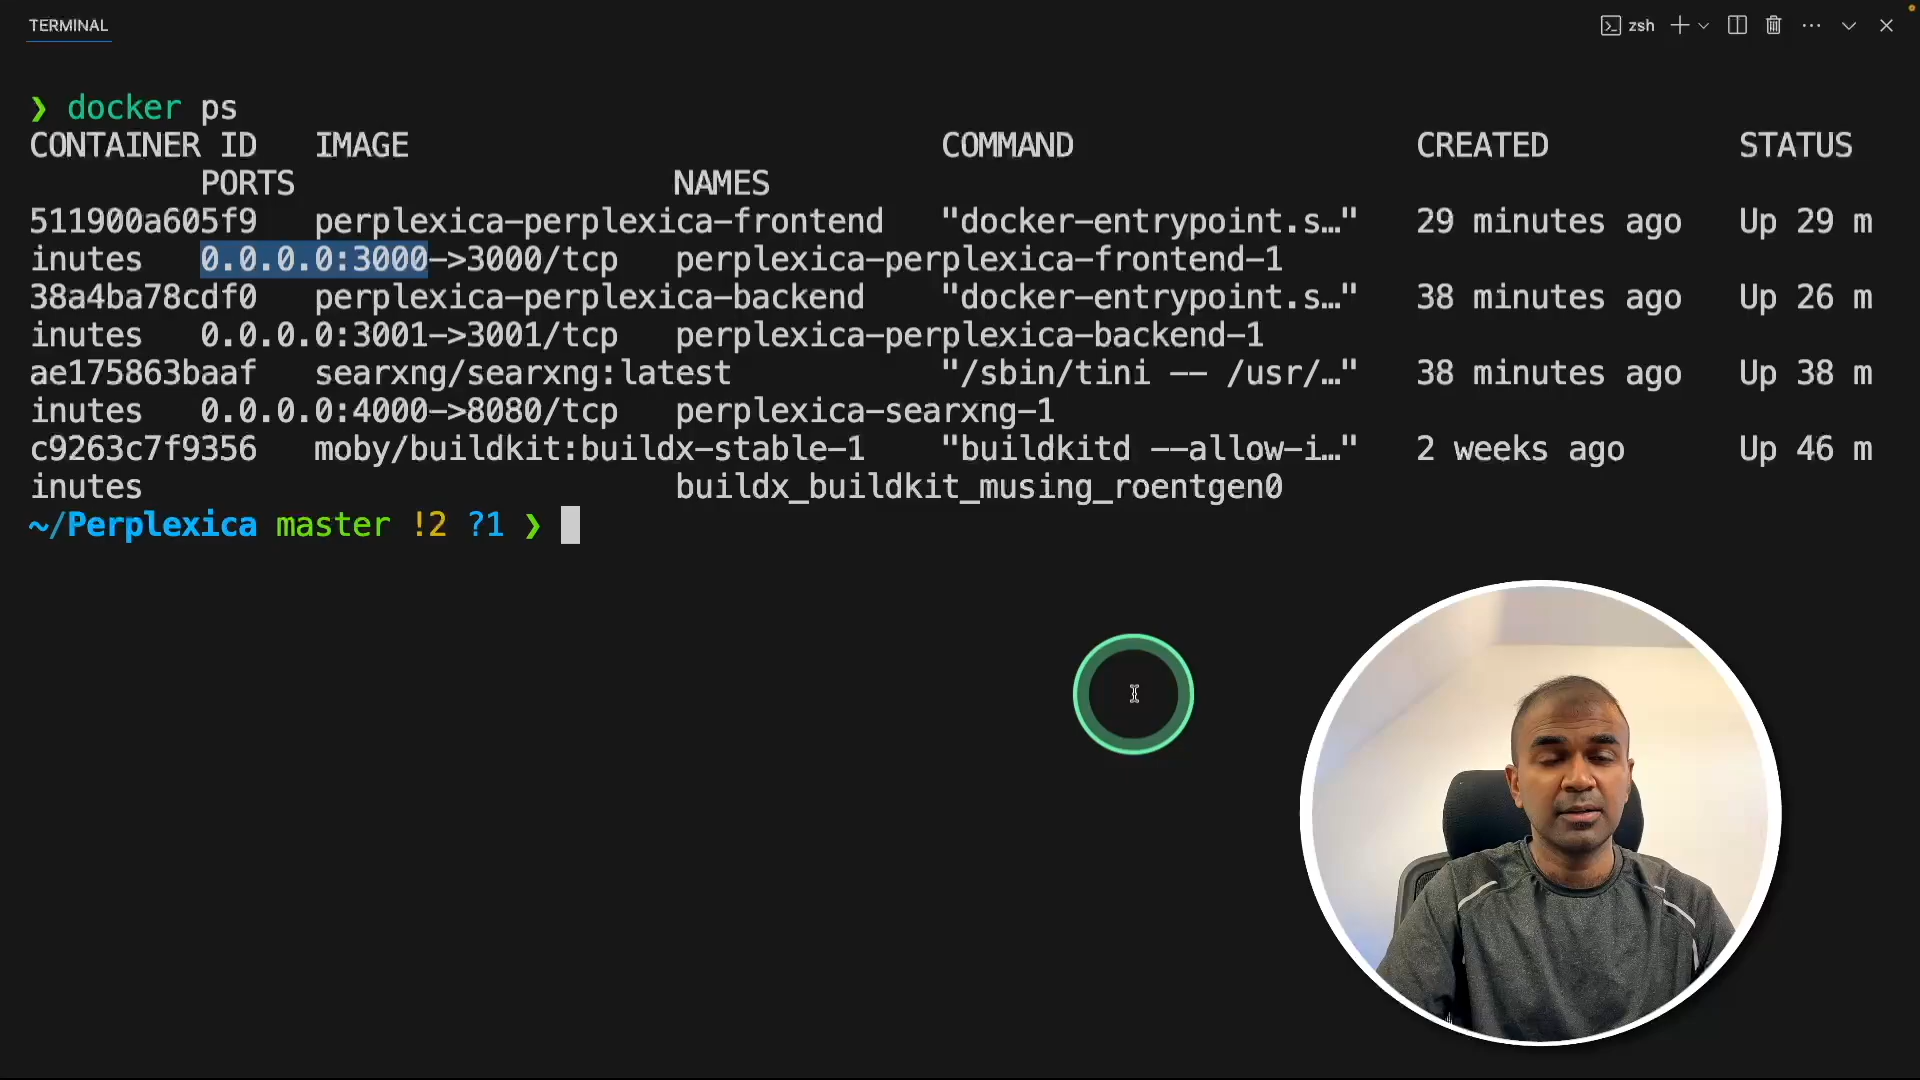 TERMINAL
zsh
❯ docker ps
CONTAINER ID   IMAGE                            COMMAND                  CREATED          STATUS
         PORTS                    NAMES
511900a605f9   perplexica-perplexica-frontend   "docker-entrypoint.s…"   29 minutes ago   Up 29 m
inutes   0.0.0.0:3000->3000/tcp   perplexica-perplexica-frontend-1
38a4ba78cdf0   perplexica-perplexica-backend    "docker-entrypoint.s…"   38 minutes ago   Up 26 m
inutes   0.0.0.0:3001->3001/tcp   perplexica-perplexica-backend-1
ae175863baaf   searxng/searxng:latest           "/sbin/tini -- /usr/…"   38 minutes ago   Up 38 m
inutes   0.0.0.0:4000->8080/tcp   perplexica-searxng-1
c9263c7f9356   moby/buildkit:buildx-stable-1    "buildkitd --allow-i…"   2 weeks ago      Up 46 m
inutes                            buildx_buildkit_musing_roentgen0
~/Perplexica master !2 ?1 ❯